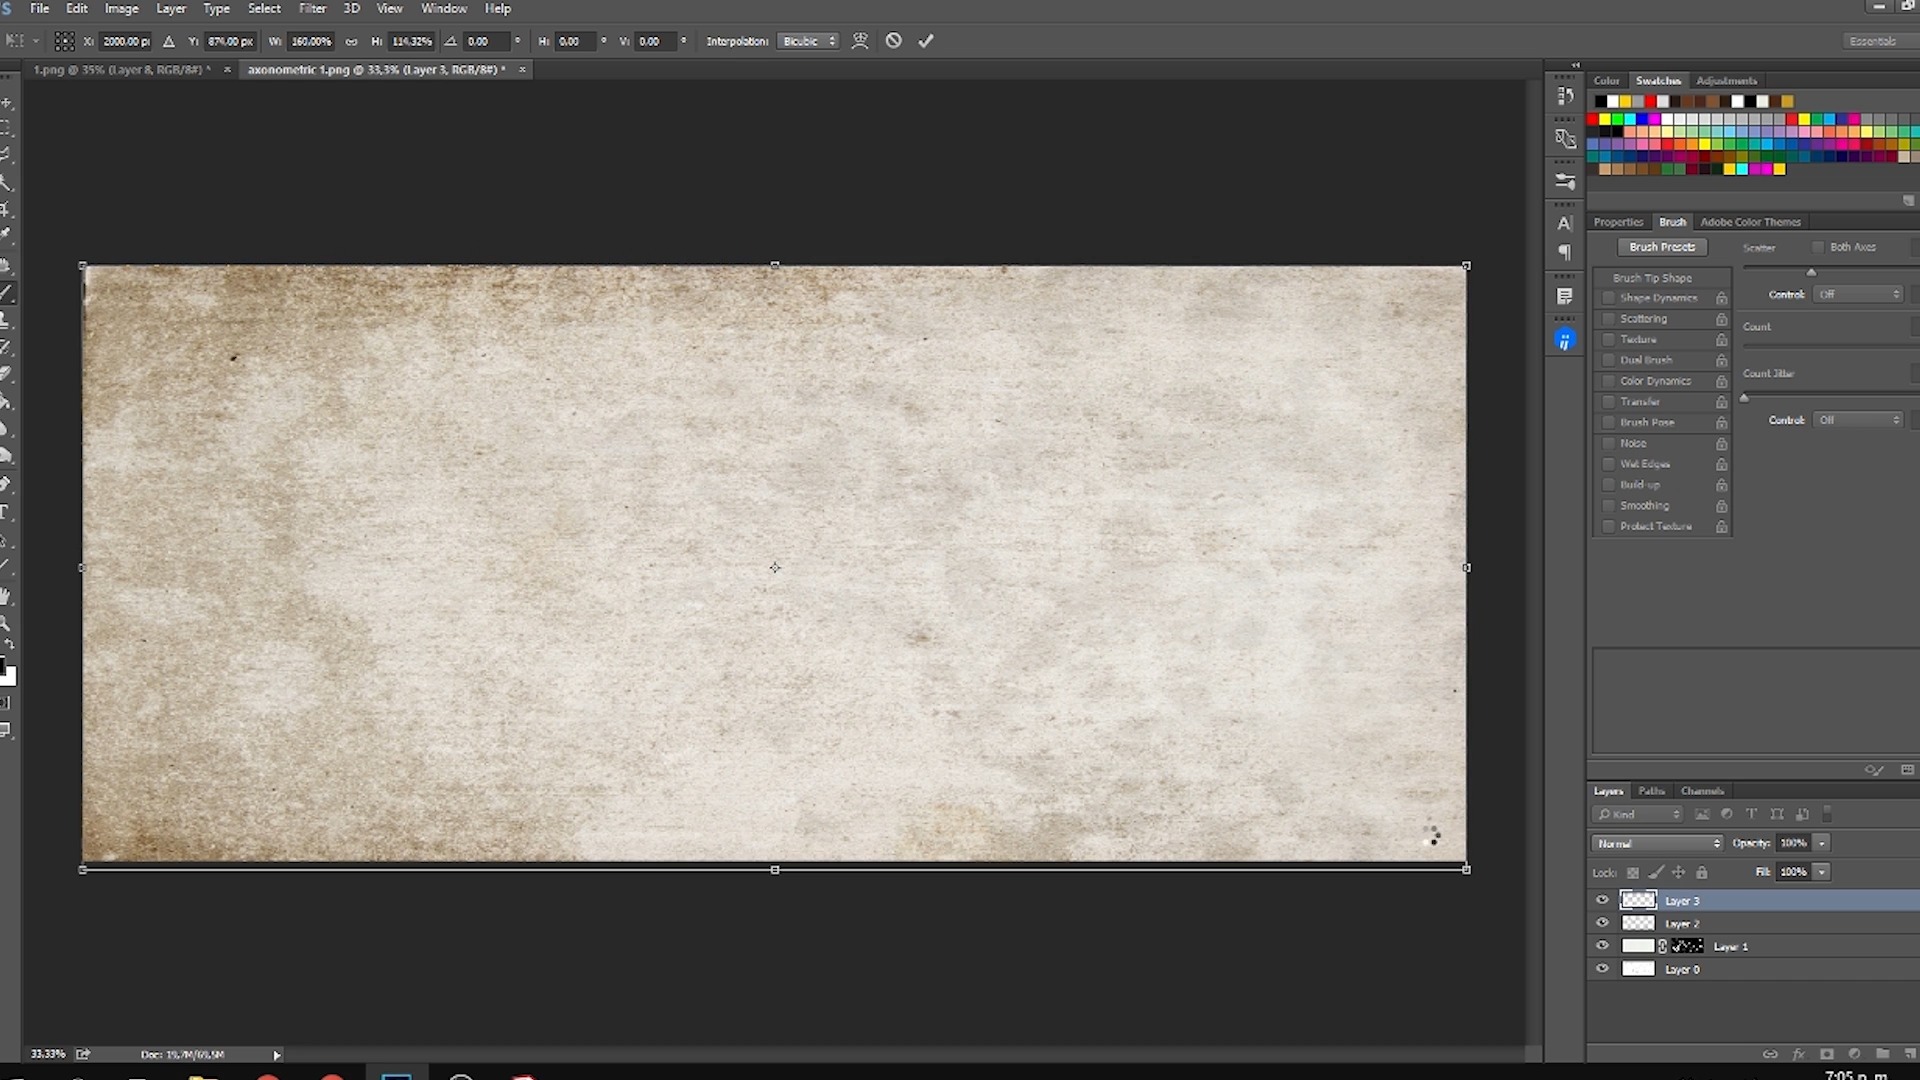 File Edit Image Layer Type Select Filter 3D View Window Help
X: 2000.00 pi Y: 874.00 px W: 160.00% H: 114.32% 0.00 ° H: 0.00 ° V: 0.00 ° Interpolation: Bicubic Essentials
1.png @ 35% (Layer 8, RGB/8#) * × axonometric 1.png @ 33,3% (Layer 3, RGB/8#) * ×
Color Swatches Adjustments
Properties Brush Adobe Color Themes
Brush Presets Scatter Both Axes
Brush Tip Shape
Shape Dynamics Control: Off
Scattering
Count
Texture
Dual Brush
Count Jitter
Color Dynamics
Transfer
Brush Pose Control: Off
Noise
Wet Edges
Build-up
Smoothing
Protect Texture
Layers Paths Channels
Kind
Normal Opacity: 100%
Lock: Fill: 100%
Layer 3
Layer 2
Layer 1
Layer 0
33.33% Doc: 19,7M/69,5M
7:05 p. m.